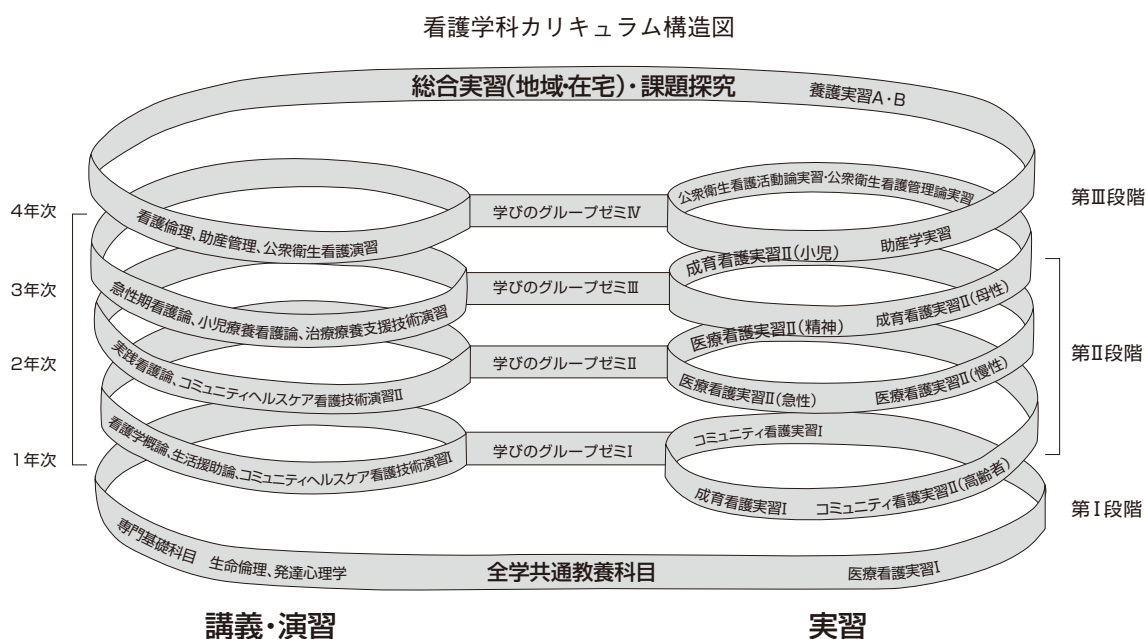 看護学科カリキュラム構造図
総合実習(地域・在宅)・課題探究
養護実習A・B
公衆衛生看護活動論実習・公衆衛生看護管理論実習
4年次
学びのグループゼミⅣ
第Ⅲ段階
看護倫理、助産管理、公衆衛生看護演習
成育看護実習Ⅱ(小児)
助産学実習
3年次
学びのグループゼミⅢ
急性期看護論、小児療養看護論、治療療養支援技術演習
医療看護実習Ⅱ(精神)
成育看護実習Ⅱ(母性)
2年次
学びのグループゼミⅡ
第Ⅱ段階
実践看護論、コミュニティヘルスケア看護技術演習Ⅱ
医療看護実習Ⅱ(急性)
医療看護実習Ⅱ(慢性)
コミュニティ看護実習Ⅰ
1年次
学びのグループゼミⅠ
看護学概論、生活援助論、コミュニティヘルスケア看護技術演習Ⅰ
成育看護実習Ⅰ
コミュニティ看護実習Ⅱ(高齢者)
第Ⅰ段階
専門基礎科目
生命倫理、発達心理学
全学共通教養科目
医療看護実習Ⅰ
講義・演習
実習